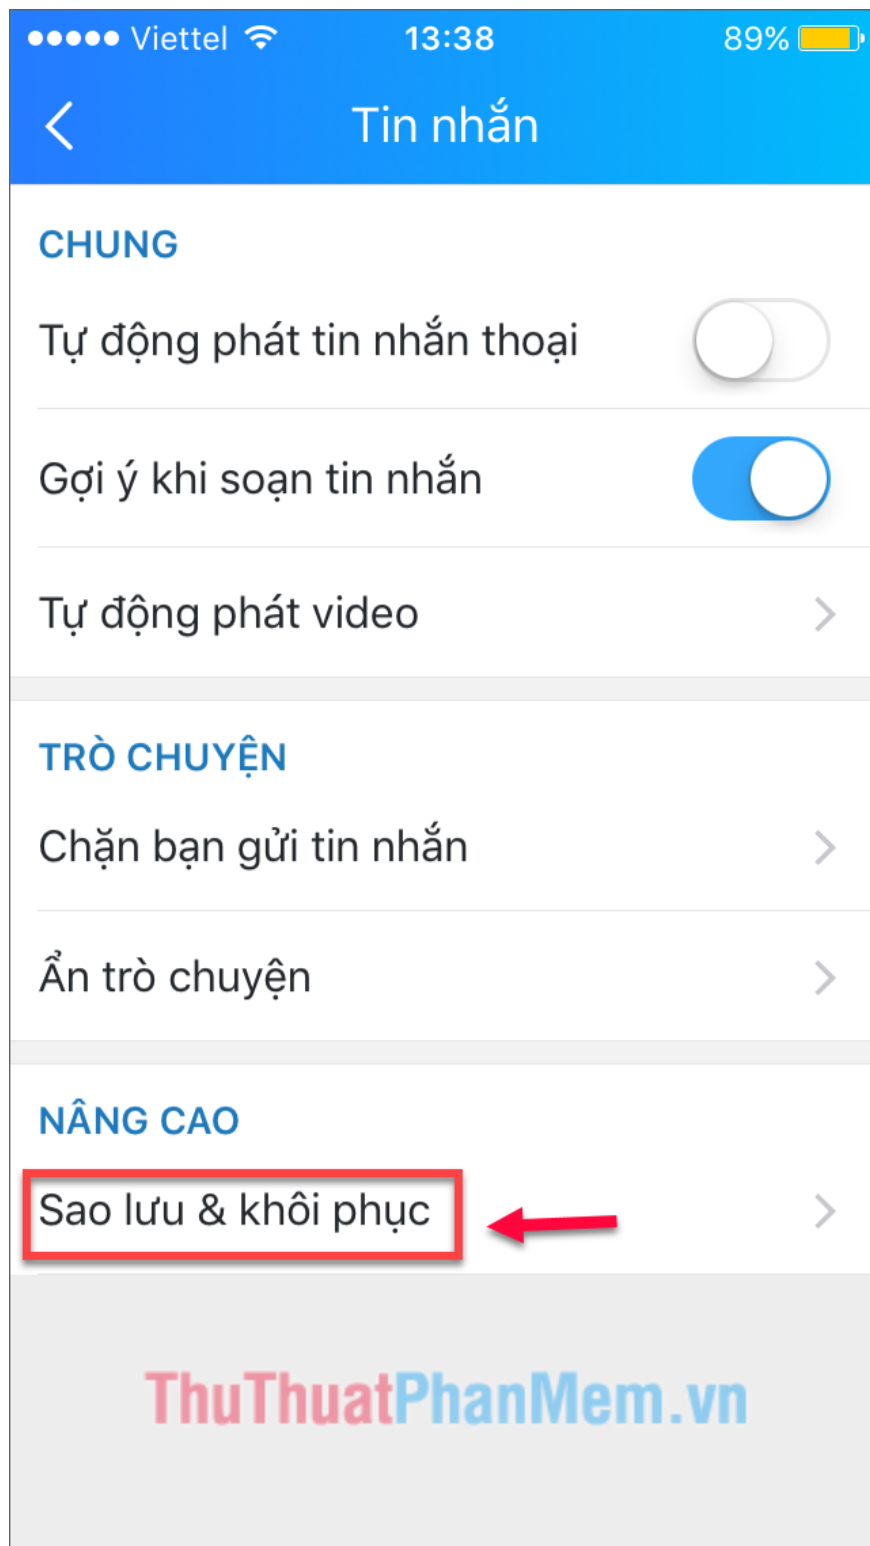 Viettel 13:38 89%
Tin nhắn
CHUNG
Tự động phát tin nhắn thoại
Gợi ý khi soạn tin nhắn
Tự động phát video
TRÒ CHUYỆN
Chặn bạn gửi tin nhắn
Ẩn trò chuyện
NÂNG CAO
Sao lưu & khôi phục
ThuThuatPhanMem.vn